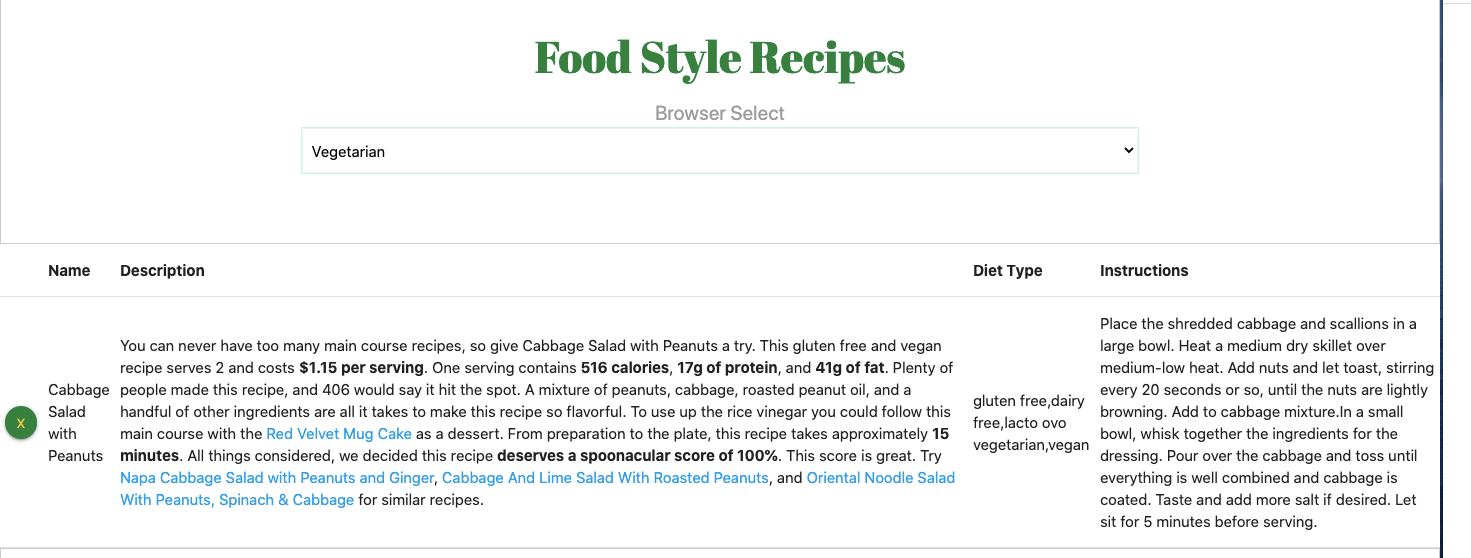 Food Style Recipes
Browser Select
Vegetarian
Name Description Diet Type Instructions
X
Cabbage
Salad
with
Peanuts
You can never have too many main course recipes, so give Cabbage Salad with Peanuts a try. This gluten free and vegan
recipe serves 2 and costs $1.15 per serving. One serving contains 516 calories, 17g of protein, and 41g of fat. Plenty of
people made this recipe, and 406 would say it hit the spot. A mixture of peanuts, cabbage, roasted peanut oil, and a
handful of other ingredients are all it takes to make this recipe so flavorful. To use up the rice vinegar you could follow this
main course with the Red Velvet Mug Cake as a dessert. From preparation to the plate, this recipe takes approximately 15
minutes. All things considered, we decided this recipe deserves a spoonacular score of 100%. This score is great. Try
Napa Cabbage Salad with Peanuts and Ginger, Cabbage And Lime Salad With Roasted Peanuts, and Oriental Noodle Salad
With Peanuts, Spinach & Cabbage for similar recipes.
gluten free,dairy
free,lacto ovo
vegetarian,vegan
Place the shredded cabbage and scallions in a
large bowl. Heat a medium dry skillet over
medium-low heat. Add nuts and let toast, stirring
every 20 seconds or so, until the nuts are lightly
browning. Add to cabbage mixture.In a small
bowl, whisk together the ingredients for the
dressing. Pour over the cabbage and toss until
everything is well combined and cabbage is
coated. Taste and add more salt if desired. Let
sit for 5 minutes before serving.